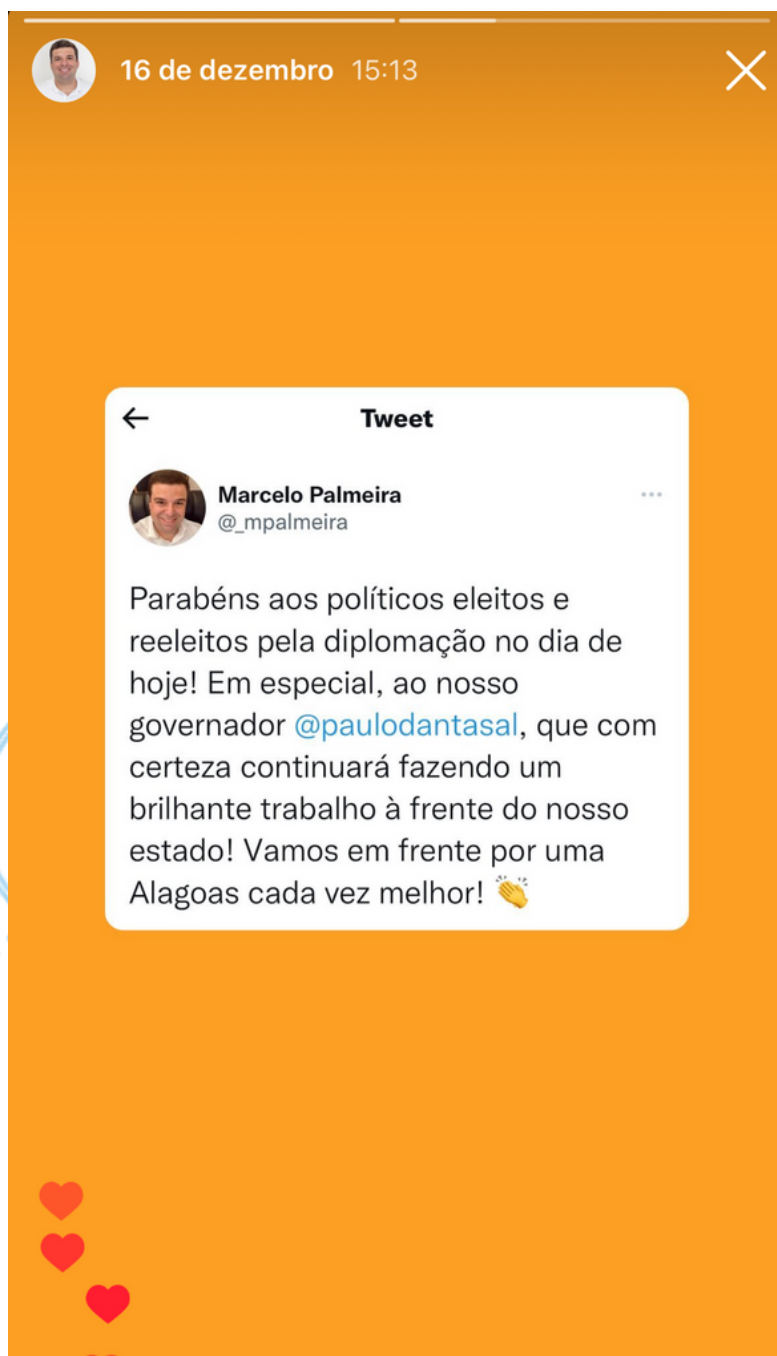 16 de dezembro 15:13
Tweet
Marcelo Palmeira
@_mpalmeira
Parabéns aos políticos eleitos e
reeleitos pela diplomação no dia de
hoje! Em especial, ao nosso
governador @paulodantasal, que com
certeza continuará fazendo um
brilhante trabalho à frente do nosso
estado! Vamos em frente por uma
Alagoas cada vez melhor! 👏